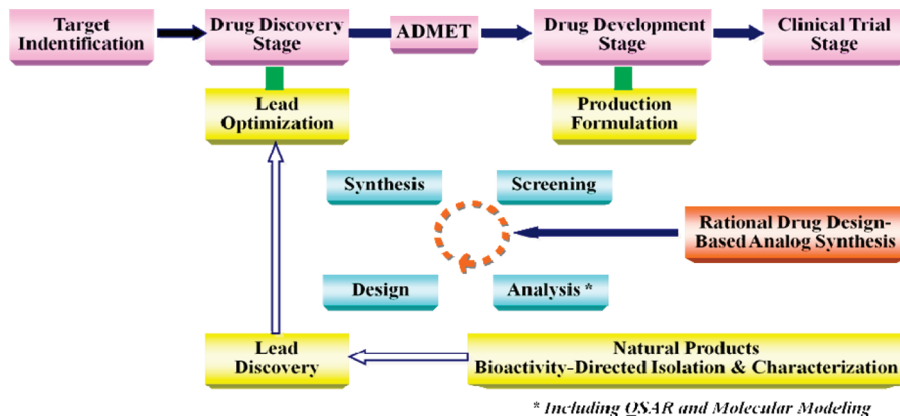 Target
Indentification
Drug Discovery
Stage
ADMET
Drug Development
Stage
Clinical Trial
Stage
Lead
Optimization
Production
Formulation
Synthesis
Screening
Rational Drug Design-
Based Analog Synthesis
Design
Analysis *
Lead
Discovery
Natural Products
Bioactivity-Directed Isolation & Characterization
* Including QSAR and Molecular Modeling